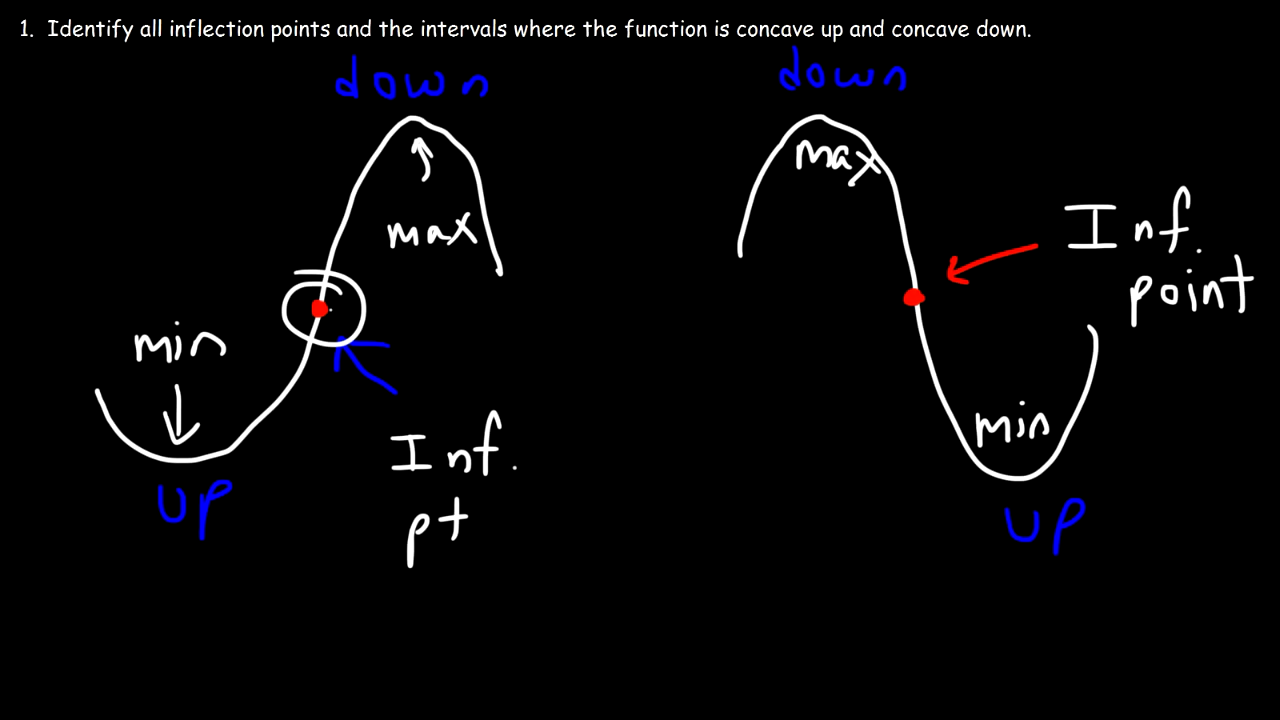 1. Identify all inflection points and the intervals where the function is concave up and concave down.
down
max
min
up
Inf.
pt
down
max
Inf.
point
min
up